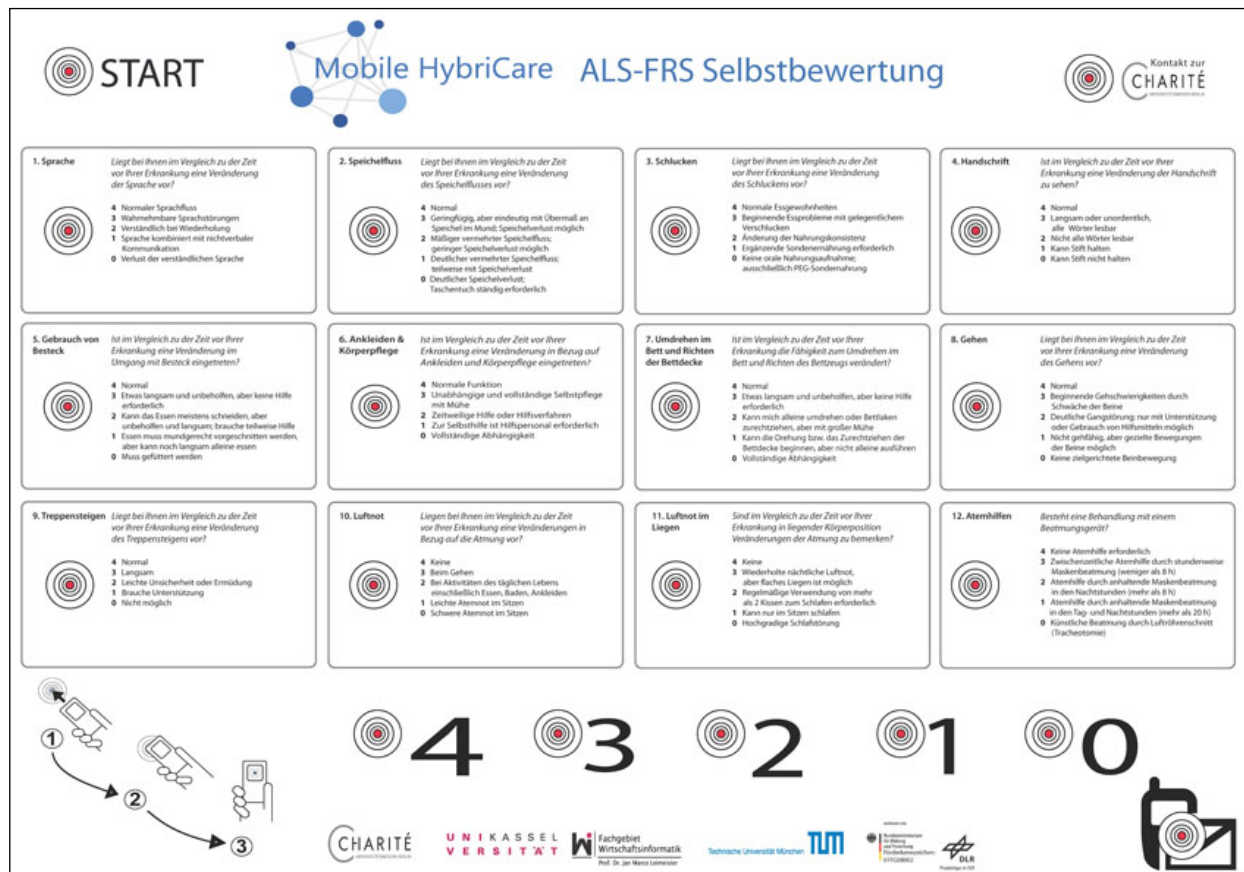 START
Mobile HybriCare ALS-FRS Selbstbewertung
Kontakt zur
CHARITÉ
UNIVERSITÄTSMEDIZIN BERLIN
1. Sprache
Liegt bei Ihnen im Vergleich zu der Zeit
vor Ihrer Erkrankung eine Veränderung
der Sprache vor?
4 Normaler Sprachfluss
3 Wahrnehmbare Sprachstörungen
2 Verständlich bei Wiederholung
1 Sprache kombiniert mit nichtverbaler
Kommunikation
0 Verlust der verständlichen Sprache
2. Speichelfluss
Liegt bei Ihnen im Vergleich zu der Zeit
vor Ihrer Erkrankung eine Veränderung
des Speichelflusses vor?
4 Normal
3 Geringfügig, aber eindeutig mit Übermaß an
Speichel im Mund; Speichelverlust möglich
2 Mäßiger vermehrter Speichelfluss;
geringer Speichelverlust möglich
1 Deutlicher vermehrter Speichelfluss;
teilweise mit Speichelverlust
0 Deutlicher Speichelverlust;
Taschentuch ständig erforderlich
3. Schlucken
Liegt bei Ihnen im Vergleich zu der Zeit
vor Ihrer Erkrankung eine Veränderung
des Schluckens vor?
4 Normale Essgewohnheiten
3 Beginnende Essprobleme mit gelegentlichem
Verschlucken
2 Änderung der Nahrungskonsistenz
1 Ergänzende Sondenernährung erforderlich
0 Keine orale Nahrungsaufnahme;
ausschließlich PEG-Sondernahrung
4. Handschrift
Ist im Vergleich zu der Zeit vor Ihrer
Erkrankung eine Veränderung der Handschrift
zu sehen?
4 Normal
3 Langsam oder unordentlich,
alle Wörter lesbar
2 Nicht alle Wörter lesbar
1 Kann Stift halten
0 Kann Stift nicht halten
5. Gebrauch von
Besteck
Ist im Vergleich zu der Zeit vor Ihrer
Erkrankung eine Veränderung im
Umgang mit Besteck eingetreten?
4 Normal
3 Etwas langsam und unbeholfen, aber keine Hilfe
erforderlich
2 Kann das Essen meistens schneiden, aber
unbeholfen und langsam; brauche teilweise Hilfe
1 Essen muss mundgerecht vorgeschnitten werden,
aber kann noch langsam alleine essen
0 Muss gefüttert werden
6. Ankleiden &
Körperpflege
Ist im Vergleich zu der Zeit vor Ihrer
Erkrankung eine Veränderung in Bezug auf
Ankleiden und Körperpflege eingetreten?
4 Normale Funktion
3 Unabhängige und vollständige Selbstpflege
mit Mühe
2 Zeitweilige Hilfe oder Hilfsverfahren
1 Zur Selbsthilfe ist Hilfspersonal erforderlich
0 Vollständige Abhängigkeit
7. Umdrehen im
Bett und Richten
der Bettdecke
Ist im Vergleich zu der Zeit vor Ihrer
Erkrankung die Fähigkeit zum Umdrehen im
Bett und Richten des Bettzeugs verändert?
4 Normal
3 Etwas langsam und unbeholfen, aber keine Hilfe
erforderlich
2 Kann mich alleine umdrehen oder Bettlaken
zurechtziehen, aber mit großer Mühe
1 Kann die Drehung bzw. das Zurechtziehen der
Bettdecke beginnen, aber nicht alleine ausführen
0 Vollständige Abhängigkeit
8. Gehen
Liegt bei Ihnen im Vergleich zu der Zeit
vor Ihrer Erkrankung eine Veränderung
des Gehens vor?
4 Normal
3 Beginnende Gehschwierigkeiten durch
Schwäche der Beine
2 Deutliche Gangstörung; nur mit Unterstützung
oder Gebrauch von Hilfsmitteln möglich
1 Nicht gehfähig, aber gezielte Bewegungen
der Beine möglich
0 Keine zielgerichtete Beinbewegung
9. Treppensteigen
Liegt bei Ihnen im Vergleich zu der Zeit
vor Ihrer Erkrankung eine Veränderung
des Treppensteigens vor?
4 Normal
3 Langsam
2 Leichte Unsicherheit oder Ermüdung
1 Brauche Unterstützung
0 Nicht möglich
10. Luftnot
Liegen bei Ihnen im Vergleich zu der Zeit
vor Ihrer Erkrankung eine Veränderungen in
Bezug auf die Atmung vor?
4 Keine
3 Beim Gehen
2 Bei Aktivitäten des täglichen Lebens
einschließlich Essen, Baden, Ankleiden
1 Leichte Atemnot im Sitzen
0 Schwere Atemnot im Sitzen
11. Luftnot im
Liegen
Sind im Vergleich zu der Zeit vor Ihrer
Erkrankung in liegender Körperposition
Veränderungen der Atmung zu bemerken?
4 Keine
3 Wiederholte nächtliche Luftnot,
aber flaches Liegen ist möglich
2 Regelmäßige Verwendung von mehr
als 2 Kissen zum Schlafen erforderlich
1 Kann nur im Sitzen schlafen
0 Hochgradige Schlafstörung
12. Atemhilfen
Besteht eine Behandlung mit einem
Beatmungsgerät?
4 Keine Atemhilfe erforderlich
3 Zwischenzeitliche Atemhilfe durch stundenweise
Maskenbeatmung (weniger als 8 h)
2 Atemhilfe durch anhaltende Maskenbeatmung
in den Nachtstunden (mehr als 8 h)
1 Atemhilfe durch anhaltende Maskenbeatmung
in den Tag- und Nachtstunden (mehr als 20 h)
0 Künstliche Beatmung durch Luftröhrenschnitt
(Tracheotomie)
1
2
3
4 3 2 1 0
CHARITÉ
UNIVERSITÄTSMEDIZIN BERLIN
UNIKASSEL
VERSITÄT
Fachgebiet
Wirtschaftsinformatik
Prof. Dr. Jan Marco Leimeister
Technische Universität München TUM
Bundesministerium
für Bildung
und Forschung
Förderkennzeichen
01FG08002
DLR